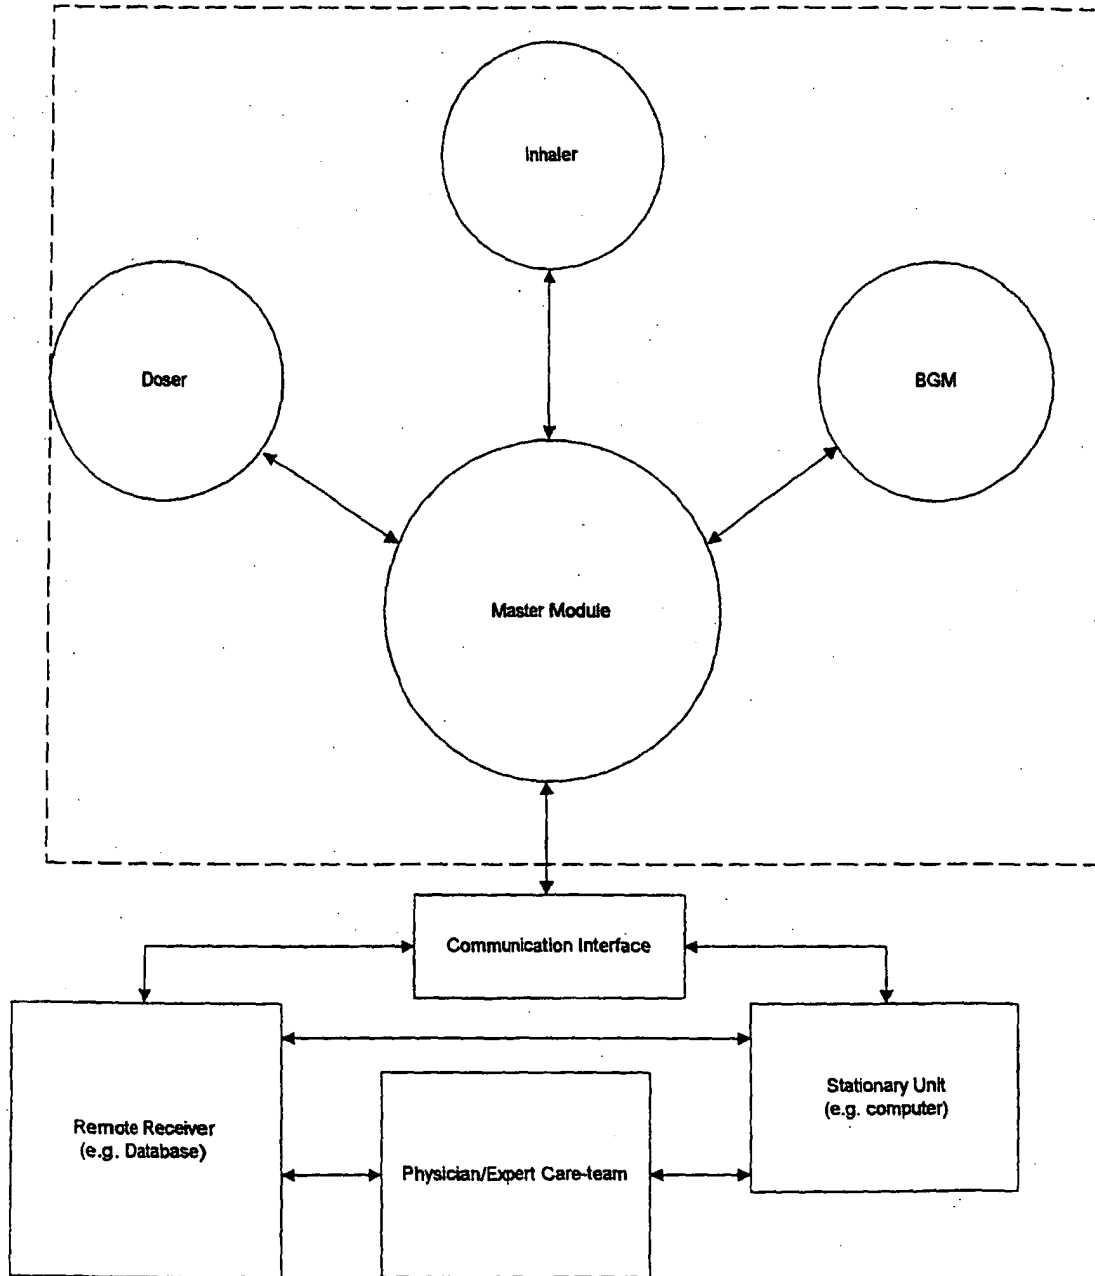 Inhaler
Doser
BGM
Master Module
Communication Interface
Stationary Unit
(e.g. computer)
Remote Receiver
(e.g. Database)
Physician/Expert Care-team